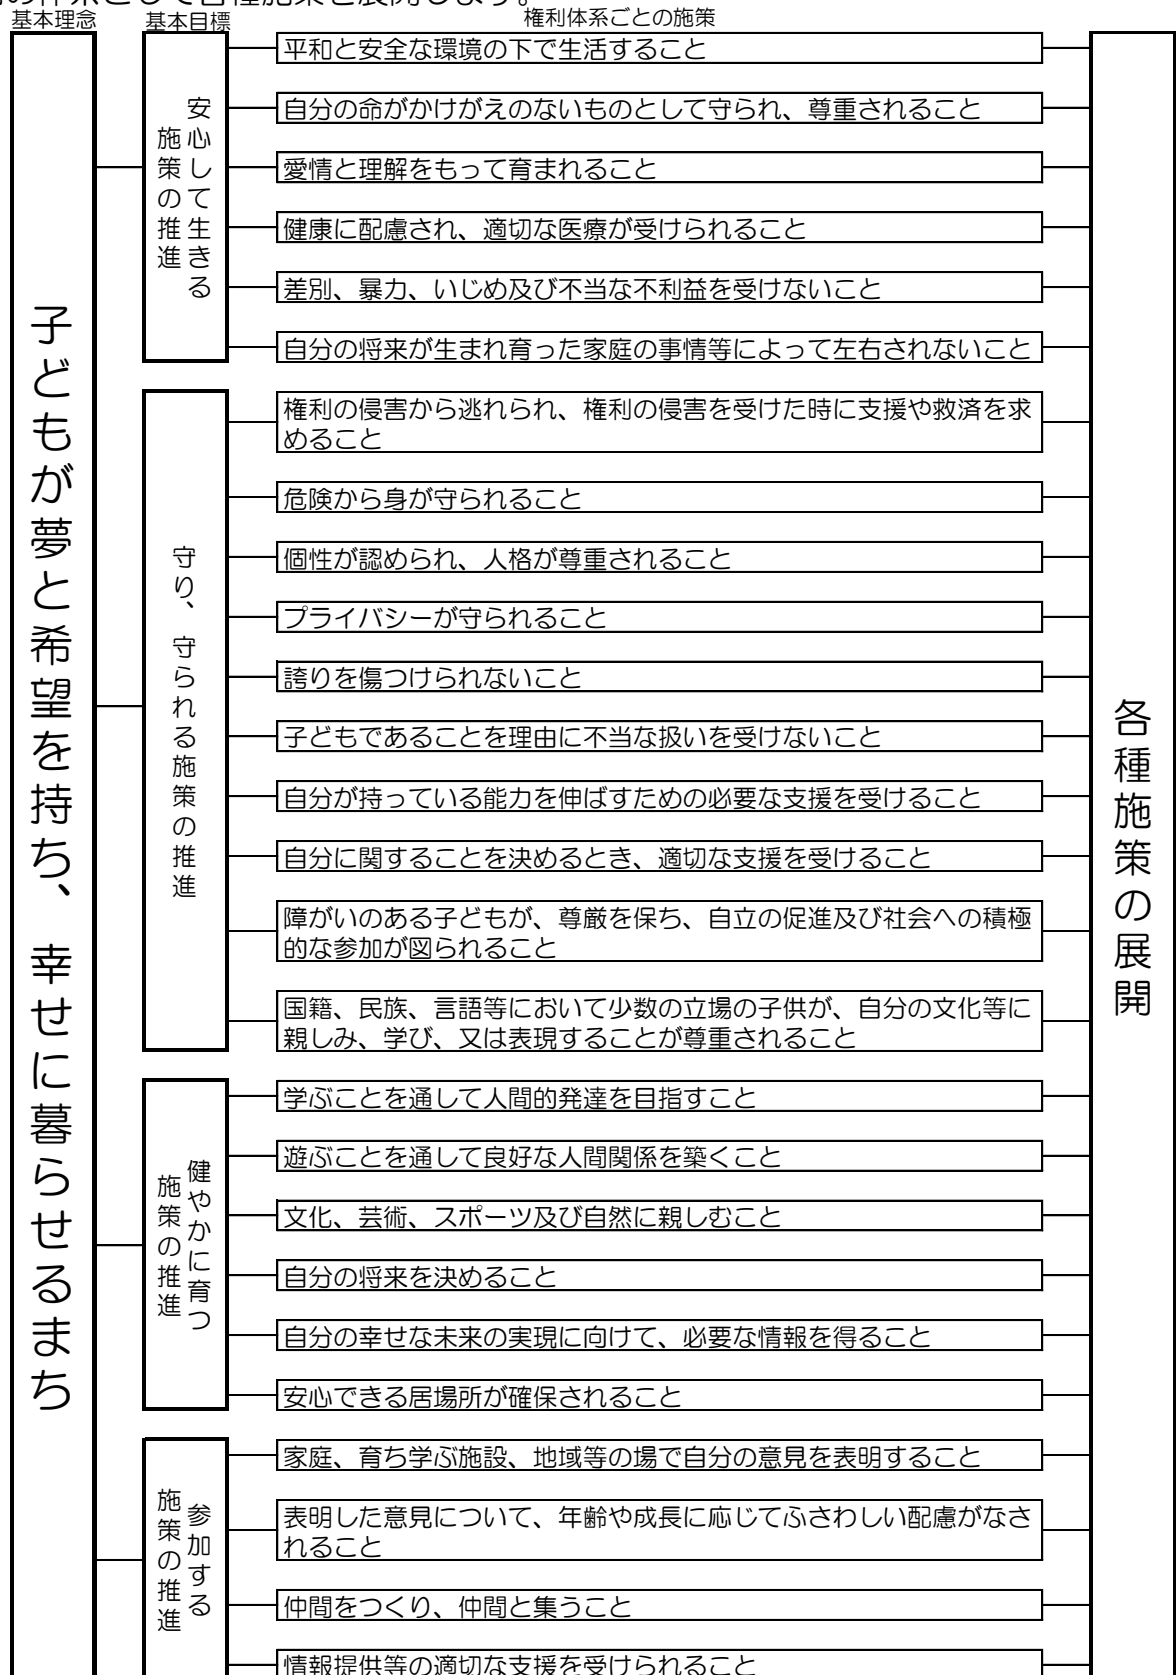 基本理念
基本目標
権利体系ごとの施策
子どもが夢と希望を持ち、幸せに暮らせるまち
安心して生きる
施策の推進
平和と安全な環境の下で生活すること
自分の命がかけがえのないものとして守られ、尊重されること
愛情と理解をもって育まれること
健康に配慮され、適切な医療が受けられること
差別、暴力、いじめ及び不当な不利益を受けないこと
自分の将来が生まれ育った家庭の事情等によって左右されないこと
守り、守られる施策の推進
権利の侵害から逃れられ、権利の侵害を受けた時に支援や救済を求
めること
危険から身が守られること
個性が認められ、人格が尊重されること
プライバシーが守られること
誇りを傷つけられないこと
子どもであることを理由に不当な扱いを受けないこと
自分が持っている能力を伸ばすための必要な支援を受けること
自分に関することを決めるとき、適切な支援を受けること
障がいのある子どもが、尊厳を保ち、自立の促進及び社会への積極
的な参加が図られること
国籍、民族、言語等において少数の立場の子供が、自分の文化等に
親しみ、学び、又は表現することが尊重されること
健やかに育つ
施策の推進
学ぶことを通して人間的発達を目指すこと
遊ぶことを通して良好な人間関係を築くこと
文化、芸術、スポーツ及び自然に親しむこと
自分の将来を決めること
自分の幸せな未来の実現に向けて、必要な情報を得ること
安心できる居場所が確保されること
参加する
施策の推進
家庭、育ち学ぶ施設、地域等の場で自分の意見を表明すること
表明した意見について、年齢や成長に応じてふさわしい配慮がなさ
れること
仲間をつくり、仲間と集うこと
情報提供等の適切な支援を受けられること
各種施策の展開